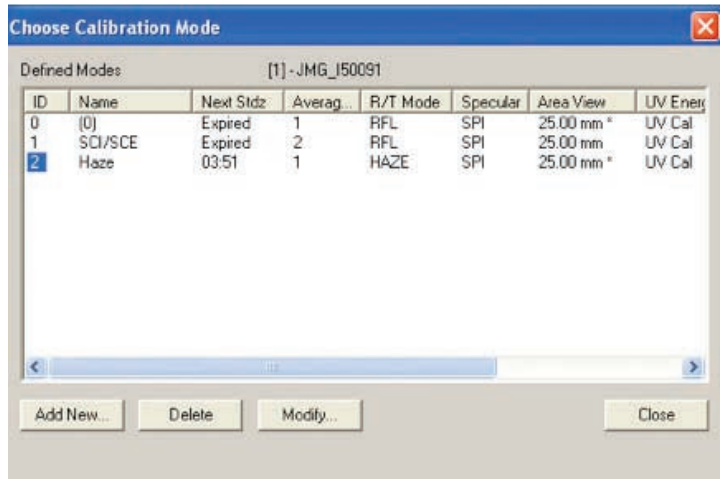 Choose Calibration Mode
Defined Modes [1] - JMG_I50091
ID Name Next Stdz Averag... R/T Mode Specular Area View UV Energ
0 (0) Expired 1 RFL SPI 25.00 mm * UV Cal
1 SCI/SCE Expired 2 RFL SPI 25.00 mm UV Cal
2 Haze 03:51 1 HAZE SPI 25.00 mm * UV Cal
Add New... Delete Modify... Close